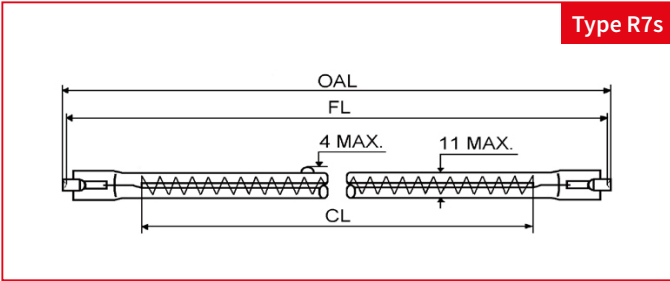 Type R7s
OAL
FL
4 MAX.
11 MAX.
CL